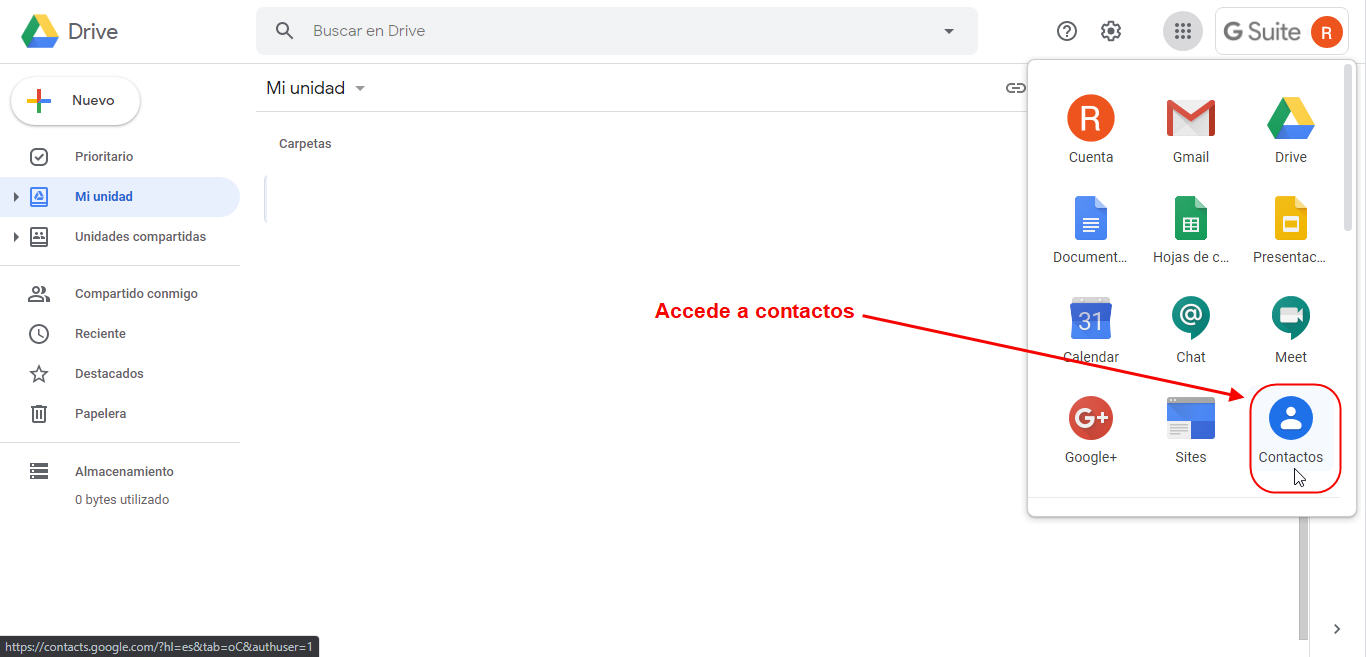 Drive
Buscar en Drive
G Suite
R
Nuevo
Mi unidad
Prioritario
Mi unidad
Unidades compartidas
Compartido conmigo
Reciente
Destacados
Papelera
Almacenamiento
0 bytes utilizado
Carpetas
Accede a contactos
R
Cuenta
Gmail
Drive
Document...
Hojas de c...
Presentac...
31
Calendar
@
Chat
Meet
G+
Google+
Sites
Contactos
https://contacts.google.com/?hl=es&tab=oC&authuser=1